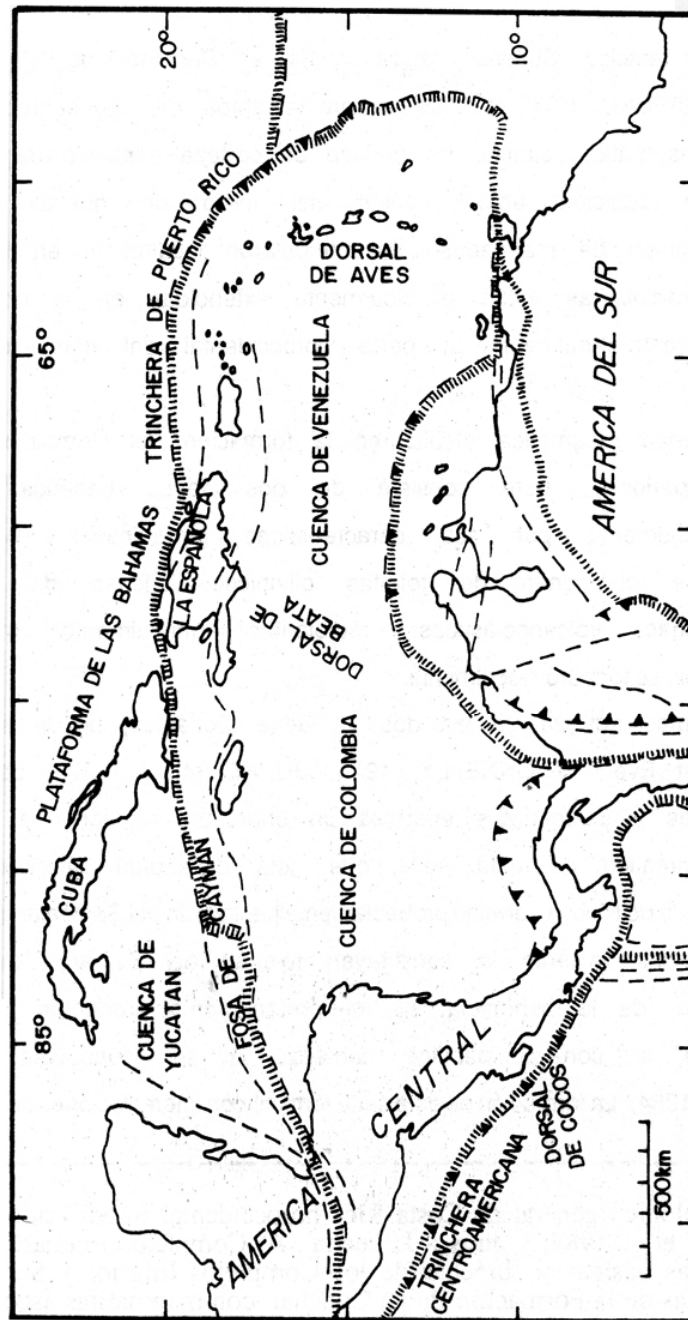 85°
65°
20°
10°
PLATAFORMA DE LAS BAHAMAS
TRINCHERA DE PUERTO RICO
CUBA
CUENCA DE
YUCATAN
LA ESPAÑOLA
FOSA DE CAYMAN
DORSAL DE
BEATA
DORSAL
DE AVES
CUENCA DE COLOMBIA
CUENCA DE VENEZUELA
AMERICA CENTRAL
TRINCHERA
CENTROAMERICANA
DORSAL
DE COCOS
AMERICA DEL SUR
500km